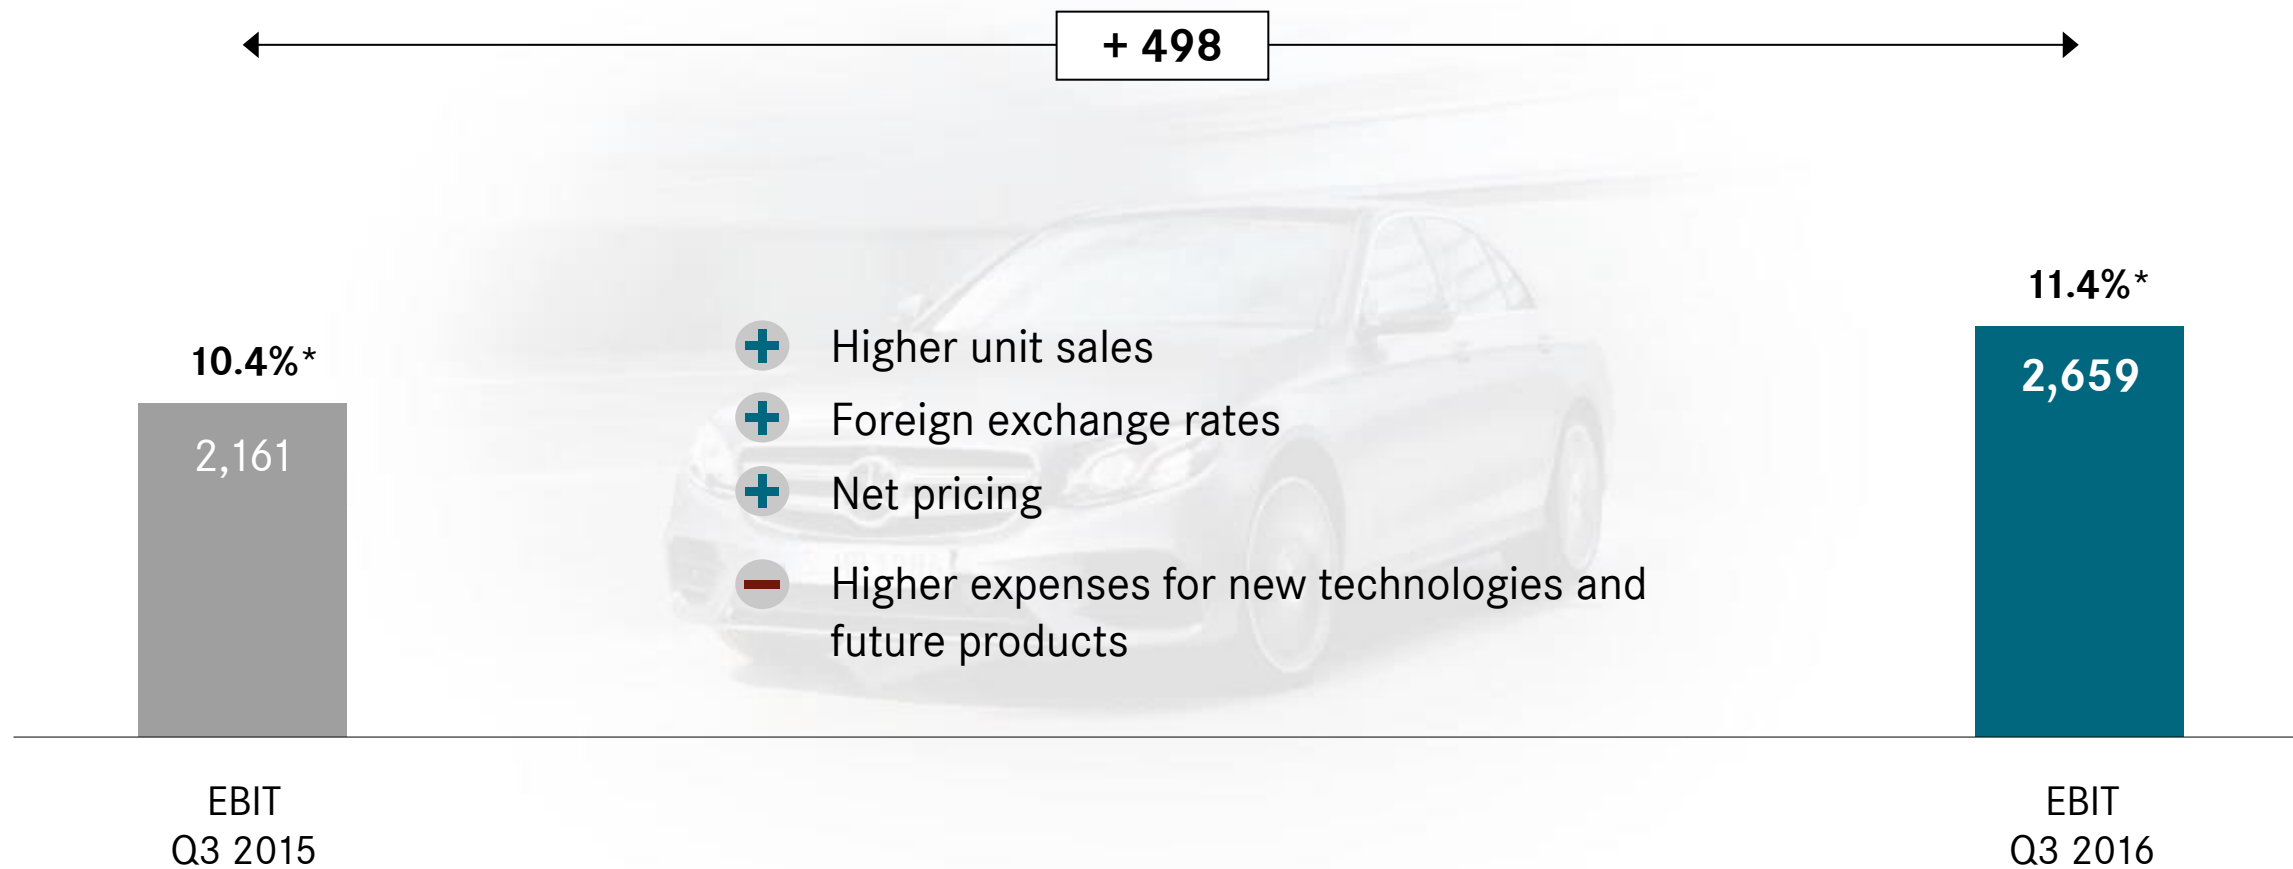 + 498
10.4%*
2,161
+ Higher unit sales
+ Foreign exchange rates
+ Net pricing
− Higher expenses for new technologies and
future products
11.4%*
2,659
EBIT
Q3 2015
EBIT
Q3 2016